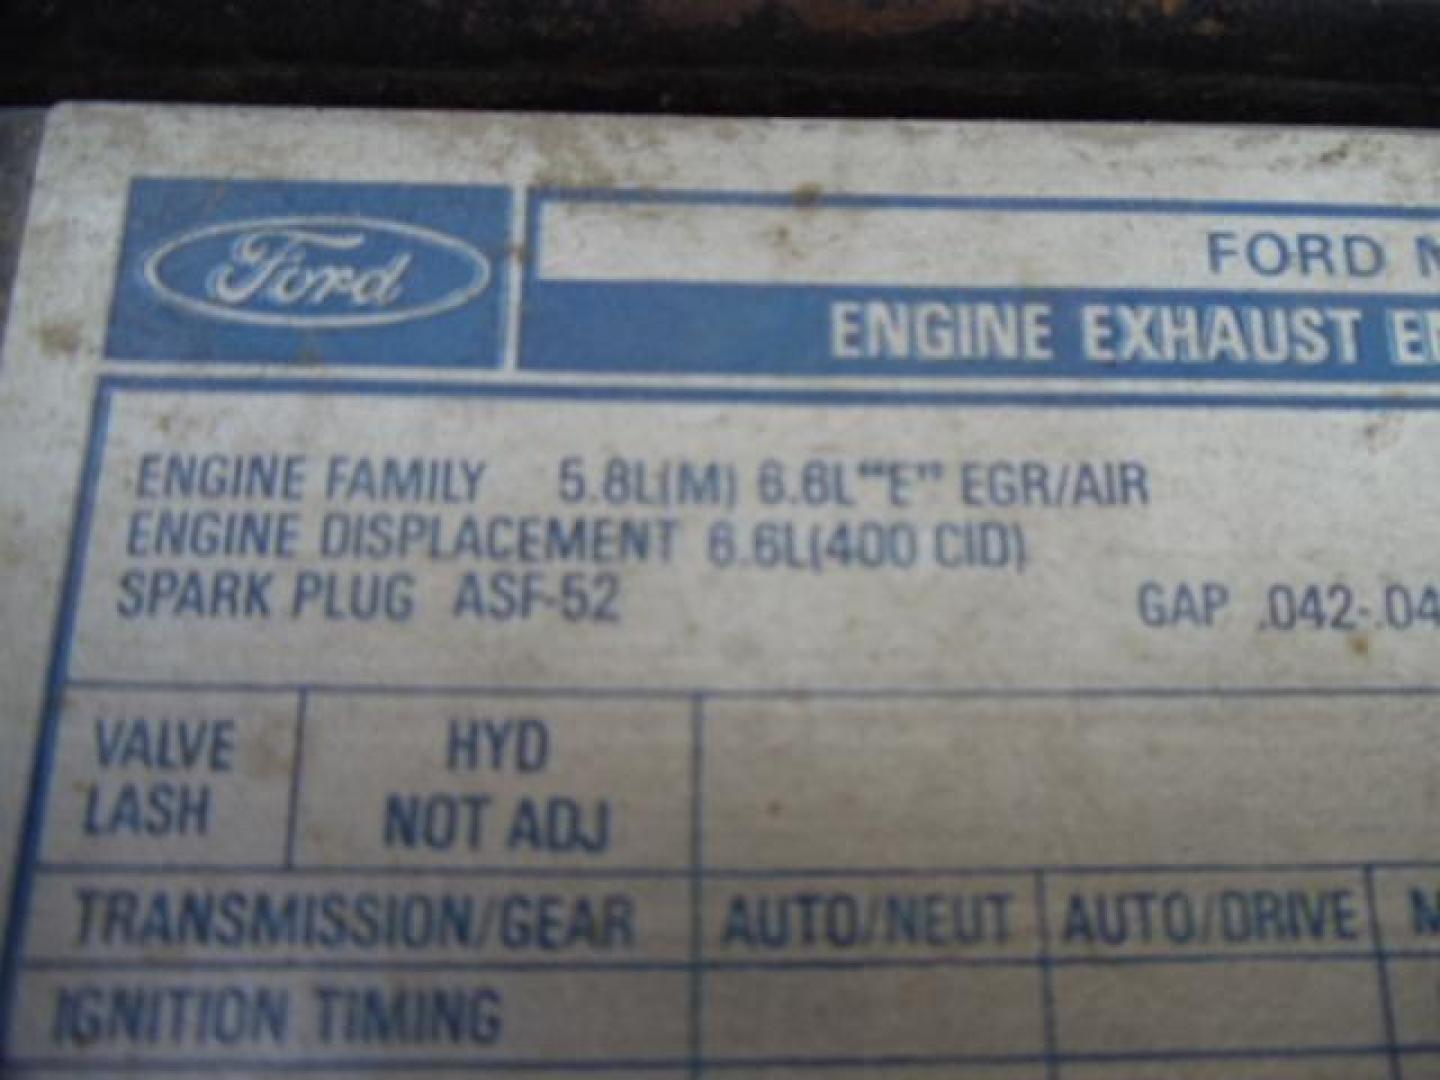 Ford
FORD
ENGINE EXHAUST
ENGINE FAMILY 5.8L(M) 6.6L "E" EGR/AIR
ENGINE DISPLACEMENT 6.6L(400 CID)
SPARK PLUG ASF-52 GAP .042-.04
VALVE LASH
HYD NOT ADJ
TRANSMISSION/GEAR AUTO/NEUT AUTO/DRIVE
IGNITION TIMING